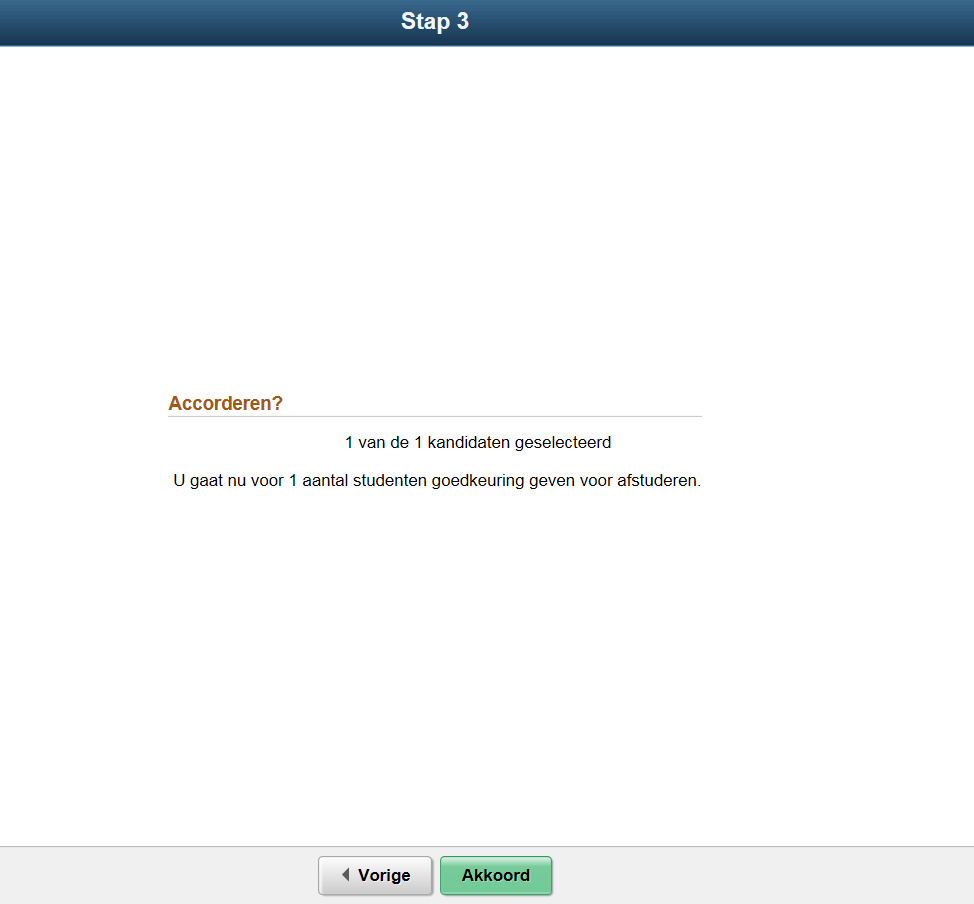 Stap 3
Accorderen?
1 van de 1 kandidaten geselecteerd
U gaat nu voor 1 aantal studenten goedkeuring geven voor afstuderen.
Vorige
Akkoord